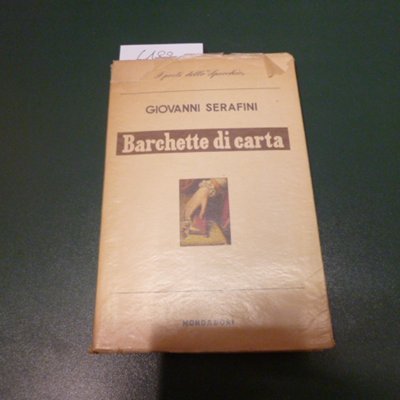 I poeti dello "Specchio"
GIOVANNI SERAFINI
Barchette di carta
MONDADORI